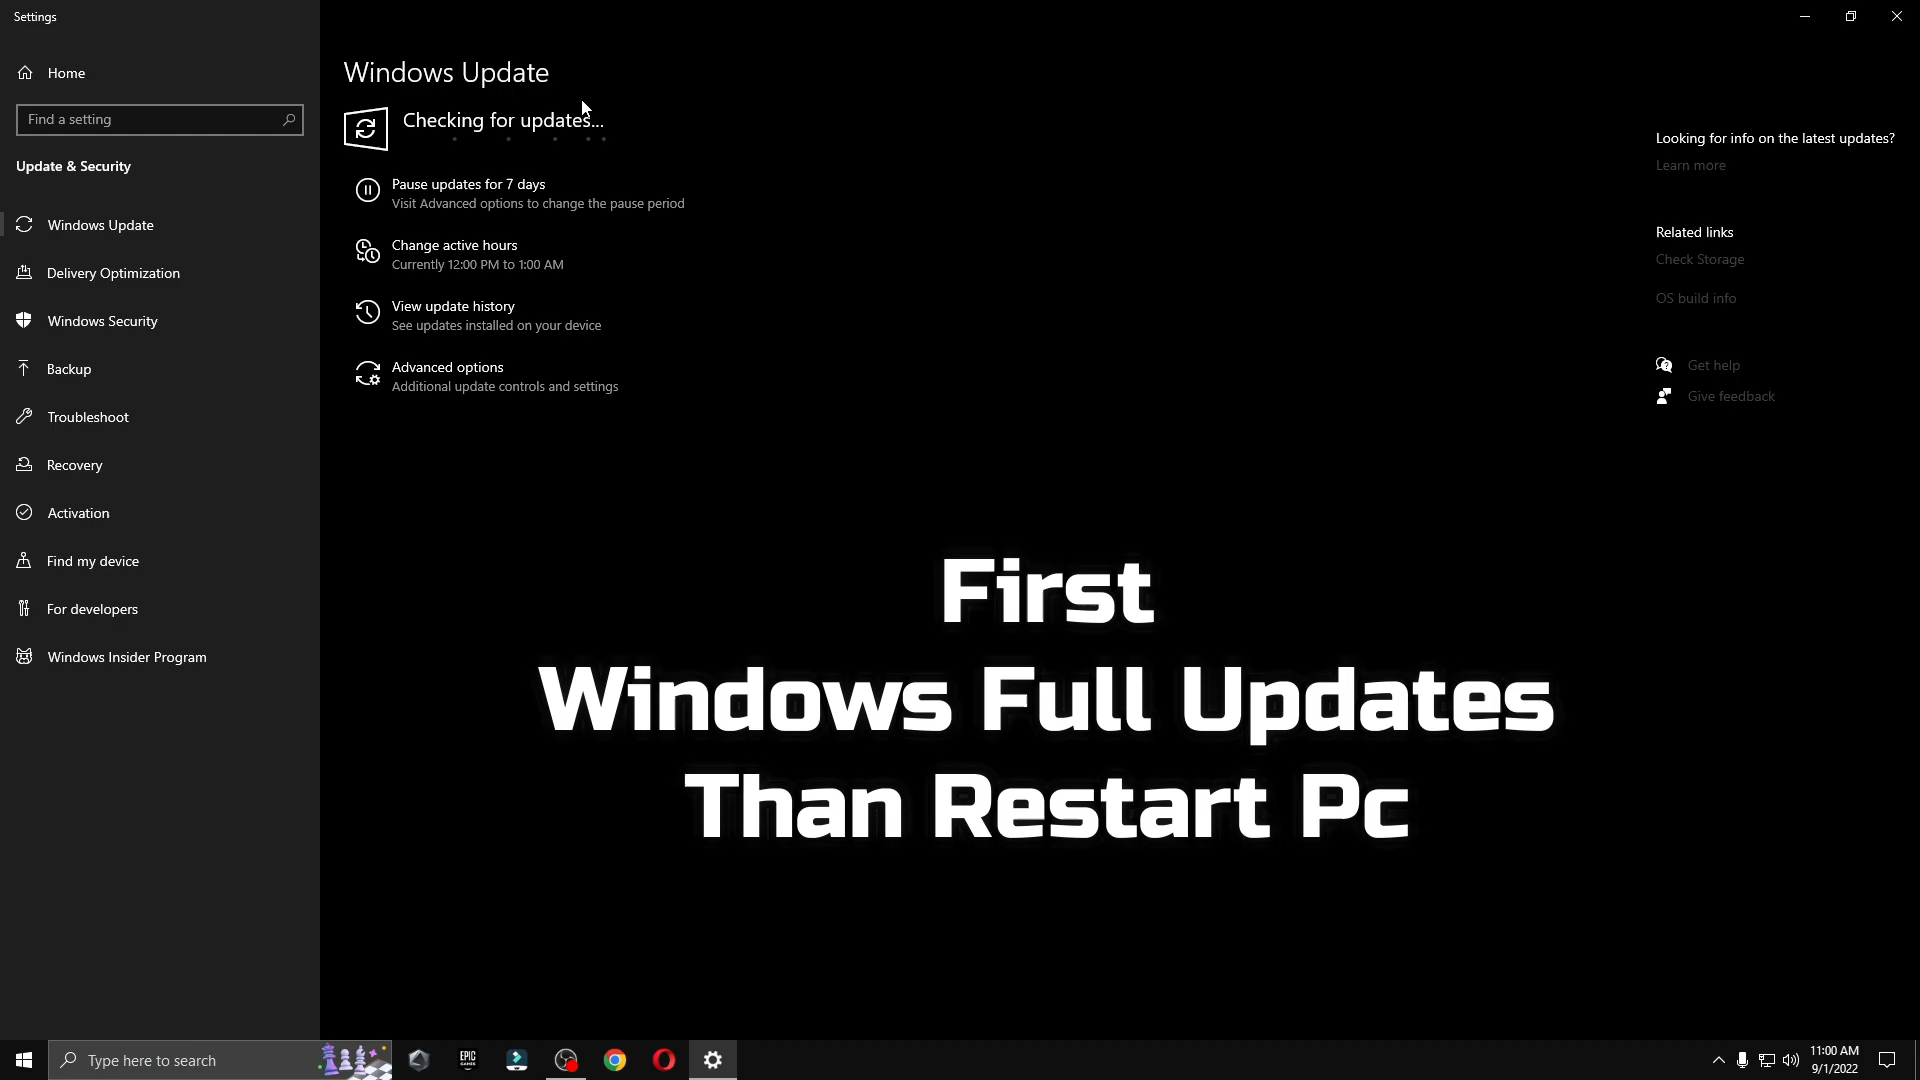 Settings
Home
Find a setting
Update & Security
Windows Update
Delivery Optimization
Windows Security
Backup
Troubleshoot
Recovery
Activation
Find my device
For developers
Windows Insider Program
Windows Update
Checking for updates...
Pause updates for 7 days
Visit Advanced options to change the pause period
Change active hours
Currently 12:00 PM to 1:00 AM
View update history
See updates installed on your device
Advanced options
Additional update controls and settings
Looking for info on the latest updates?
Learn more
Related links
Check Storage
OS build info
Get help
Give feedback
First
Windows Full Updates
Than Restart Pc
Type here to search
EPIC
GAMES
11:00 AM
9/1/2022